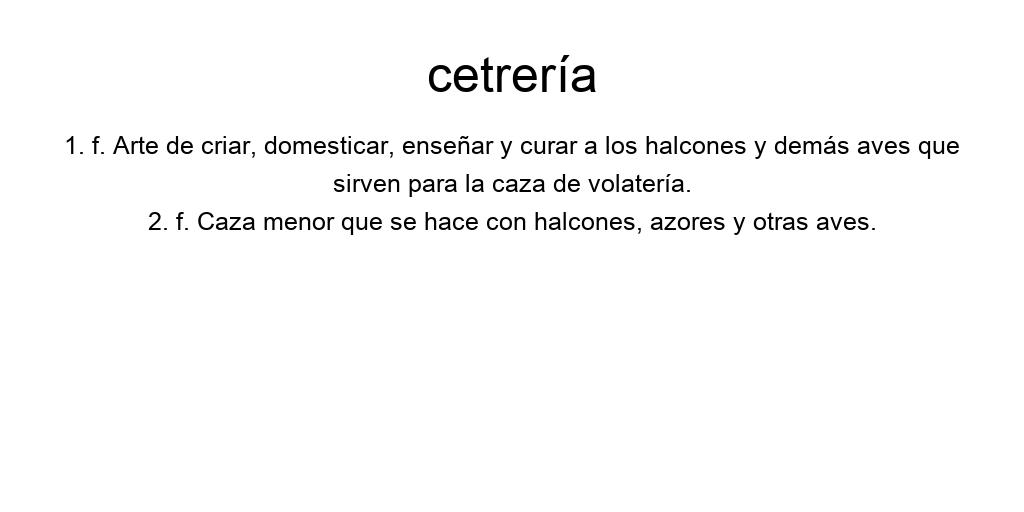 cetrería
1. f. Arte de criar, domesticar, enseñar y curar a los halcones y demás aves que
sirven para la caza de volatería.
2. f. Caza menor que se hace con halcones, azores y otras aves.